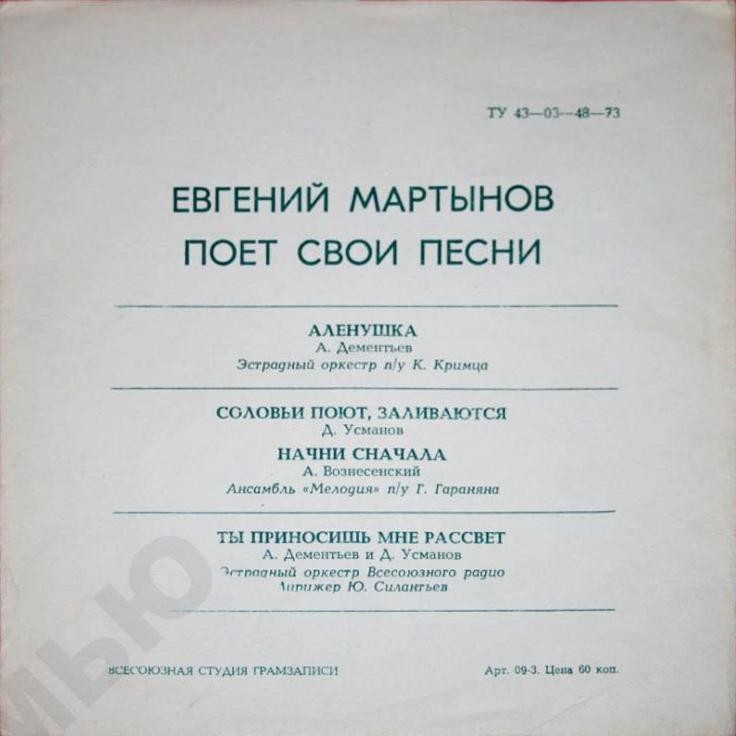 ТУ 43—03—48—73
ЕВГЕНИЙ МАРТЫНОВ
ПОЕТ СВОИ ПЕСНИ
АЛЕНУШКА
А. Дементьев
Эстрадный оркестр п/у К. Кримца
СОЛОВЬИ ПОЮТ, ЗАЛИВАЮТСЯ
Д. Усманов
НАЧНИ СНАЧАЛА
А. Вознесенский
Ансамбль «Мелодия» п/у Г. Гараняна
ТЫ ПРИНОСИШЬ МНЕ РАССВЕТ
А. Дементьев и Д. Усманов
Эстрадный оркестр Всесоюзного радио
Дирижер Ю. Силантьев
ВСЕСОЮЗНАЯ СТУДИЯ ГРАМЗАПИСИ
Арт. 09-3. Цена 60 коп.